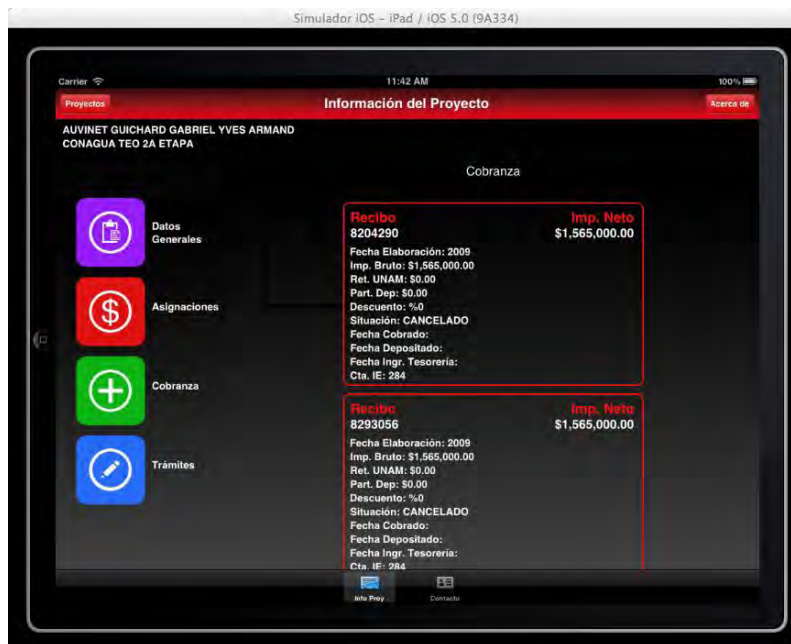 Simulador iOS - iPad / iOS 5.0 (9A334)
Carrier 11:42 AM 100%
Proyectos Información del Proyecto Acerca de
AUVINET GUICHARD GABRIEL YVES ARMAND
CONAGUA TEO 2A ETAPA
Cobranza
Datos
Generales
Asignaciones
Cobranza
Trámites
Recibo Imp. Neto
8204290 $1,565,000.00
Fecha Elaboración: 2009
Imp. Bruto: $1,565,000.00
Ret. UNAM: $0.00
Part. Dep: $0.00
Descuento: %0
Situación: CANCELADO
Fecha Cobrado:
Fecha Depositado:
Fecha Ingr. Tesorería:
Cta. IE: 284
Recibo Imp. Neto
8293056 $1,565,000.00
Fecha Elaboración: 2009
Imp. Bruto: $1,565,000.00
Ret. UNAM: $0.00
Part. Dep: $0.00
Descuento: %0
Situación: CANCELADO
Fecha Cobrado:
Fecha Depositado:
Fecha Ingr. Tesorería:
Cta. IE: 284
Info Proy Contacto